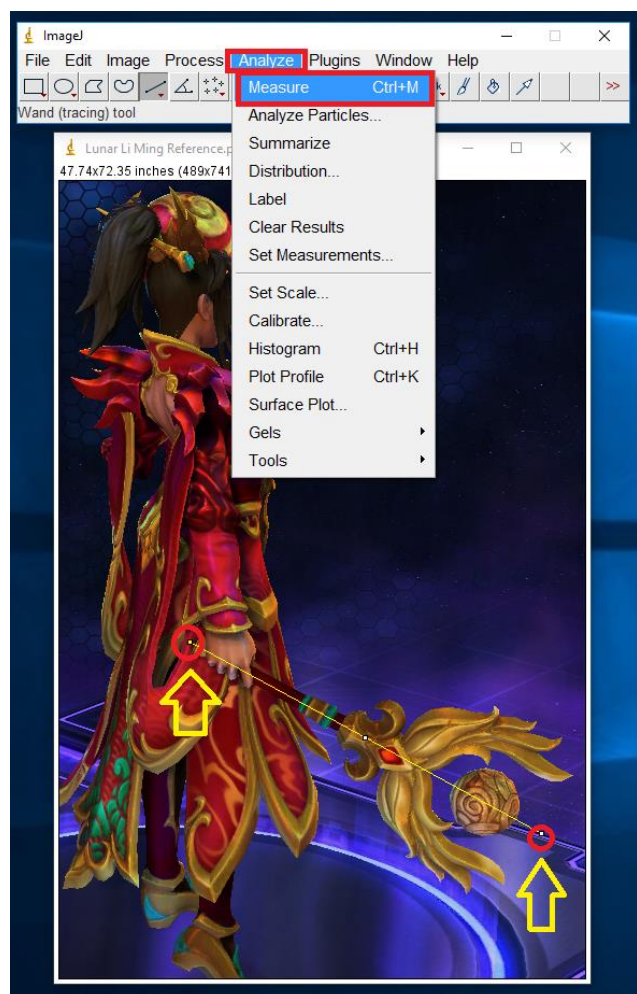 ImageJ
File Edit Image Process Analyze Plugins Window Help
>>
Wand (tracing) tool
Measure Ctrl+M
Analyze Particles...
Summarize
Distribution...
Label
Clear Results
Set Measurements...
Set Scale...
Calibrate...
Histogram Ctrl+H
Plot Profile Ctrl+K
Surface Plot...
Gels
Tools
Lunar Li Ming Reference.p
47.74x72.35 inches (489x741